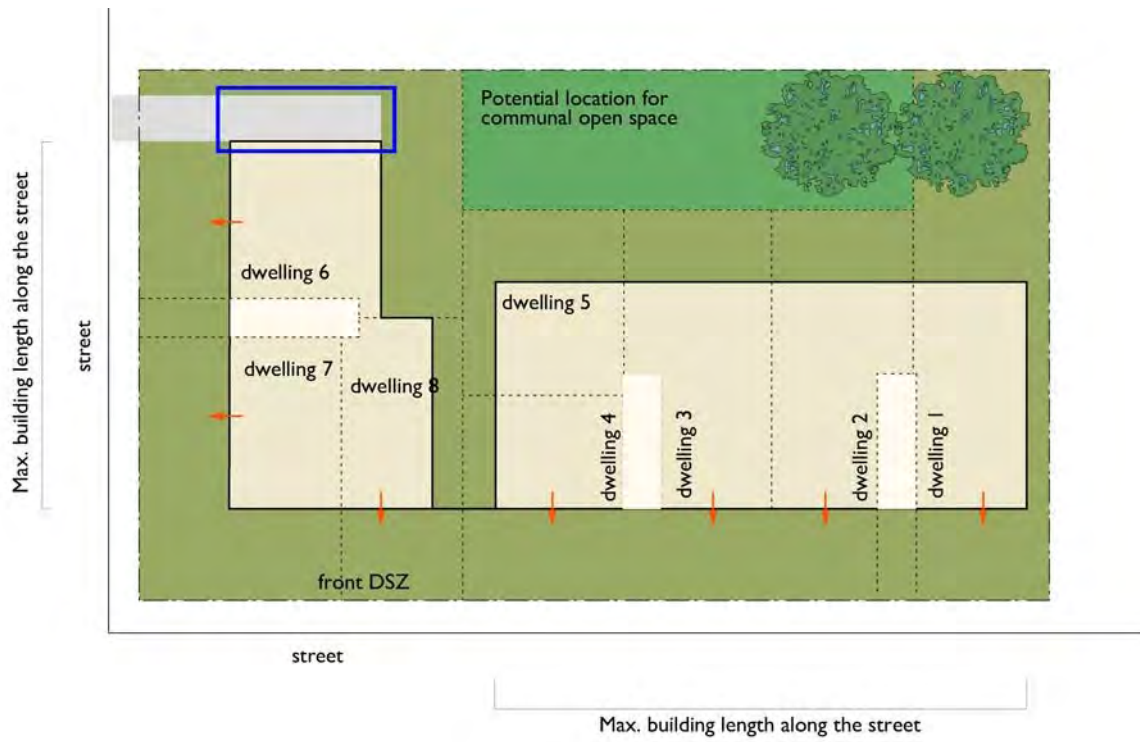 Potential location for
communal open space
dwelling 6
dwelling 5
dwelling 7
dwelling 8
dwelling 4
dwelling 3
dwelling 2
dwelling 1
Max. building length along the street
street
front DSZ
street
Max. building length along the street